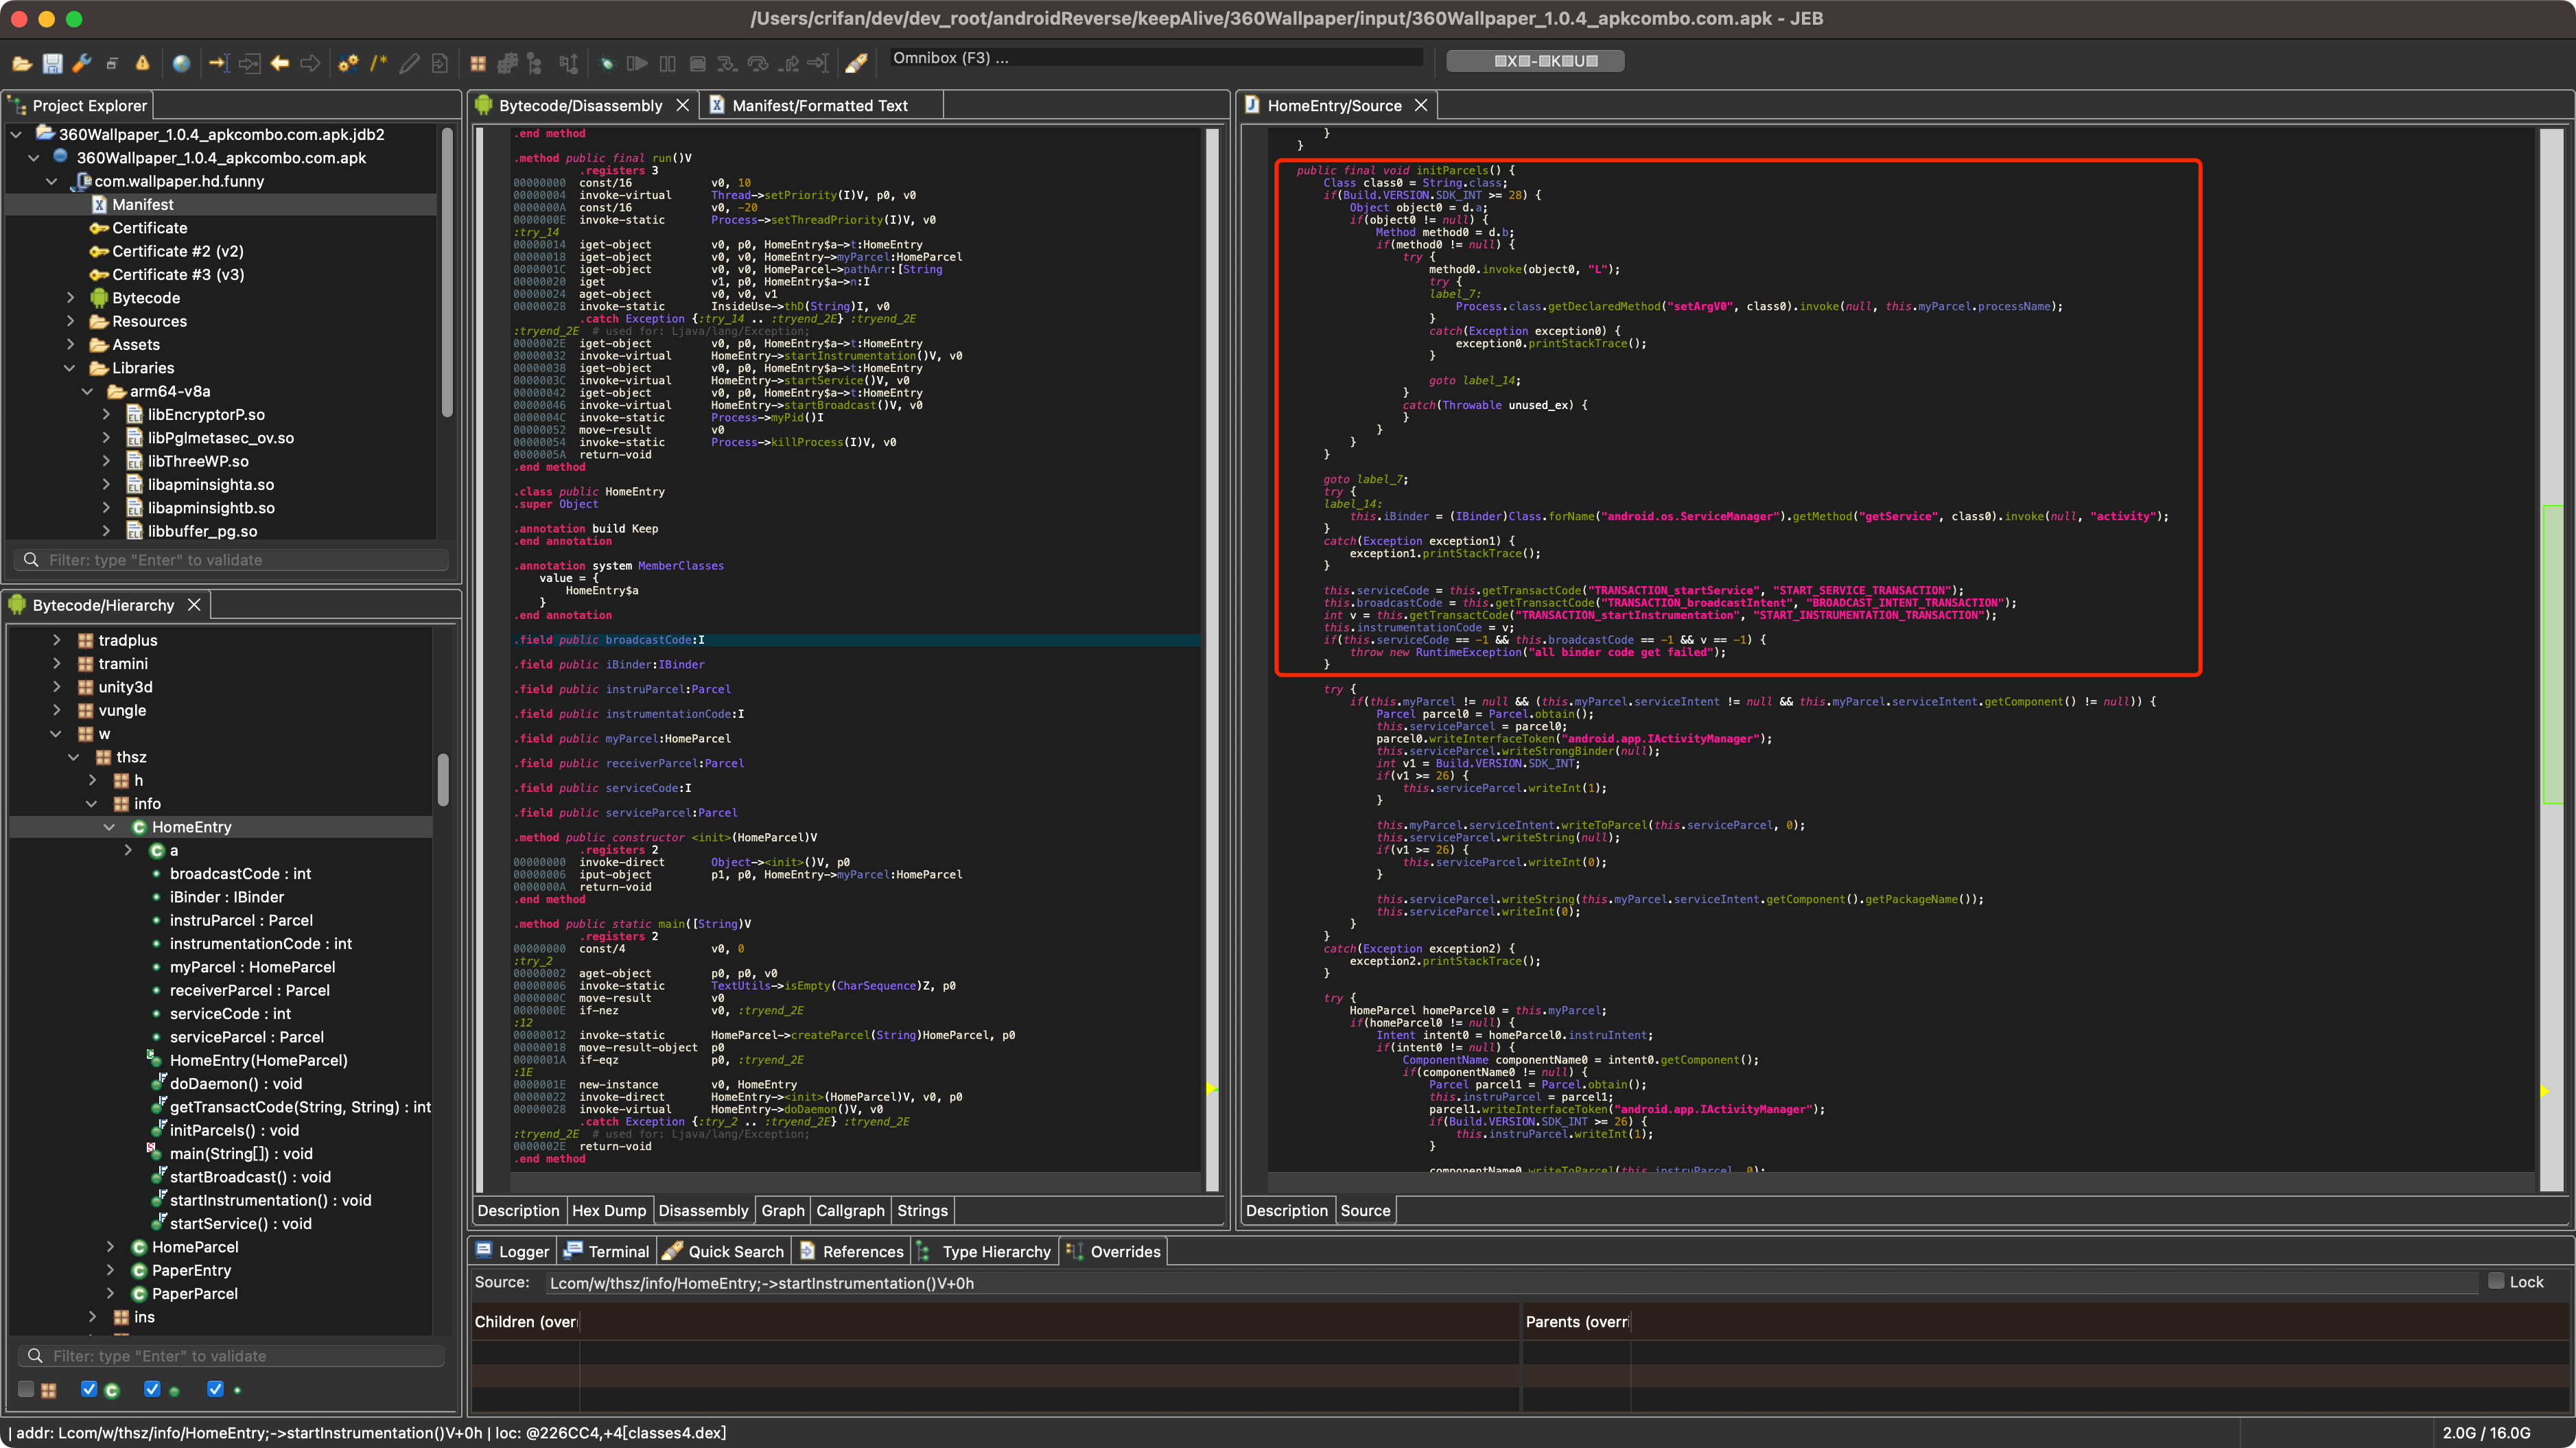 /Users/crifan/dev/dev_root/androidReverse/keepAlive/360Wallpaper/input/360Wallpaper_1.0.4_apkcombo.com.apk - JEB
Omnibox (F3) ...
Project Explorer
360Wallpaper_1.0.4_apkcombo.com.apk.jdb2
360Wallpaper_1.0.4_apkcombo.com.apk
com.wallpaper.hd.funny
Manifest
Certificate
Certificate #2 (v2)
Certificate #3 (v3)
Bytecode
Resources
Assets
Libraries
arm64-v8a
libEncryptorP.so
libPglmetasec_ov.so
libThreeWP.so
libapminsighta.so
libapminsightb.so
libbuffer_pg.so
Filter: type "Enter" to validate
Bytecode/Hierarchy
tradplus
tramini
unity3d
vungle
w
thsz
h
info
HomeEntry
a
broadcastCode : int
iBinder : IBinder
instruParcel : Parcel
instrumentationCode : int
myParcel : HomeParcel
receiverParcel : Parcel
serviceCode : int
serviceParcel : Parcel
HomeEntry(HomeParcel)
doDaemon() : void
getTransactCode(String, String) : int
initParcels() : void
main(String[]) : void
startBroadcast() : void
startInstrumentation() : void
startService() : void
HomeParcel
PaperEntry
PaperParcel
ins
Filter: type "Enter" to validate
Bytecode/Disassembly
Manifest/Formatted Text
.end method
.method public final run()V
.registers 3
00000000 const/16 v0, 10
00000004 invoke-virtual Thread->setPriority(I)V, p0, v0
0000000A const/16 v0, -20
0000000E invoke-static Process->setThreadPriority(I)V, v0
:try_14
00000014 iget-object v0, p0, HomeEntry$a->t:HomeEntry
00000018 iget-object v0, v0, HomeEntry->myParcel:HomeParcel
0000001C iget-object v0, v0, HomeParcel->pathArr:[String
00000020 iget v1, p0, HomeEntry$a->n:I
00000024 aget-object v0, v0, v1
00000028 invoke-static InsideUse->thD(String)I, v0
.catch Exception {:try_14 .. :tryend_2E} :tryend_2E
:tryend_2E # used for: Ljava/lang/Exception;
0000002E iget-object v0, p0, HomeEntry$a->t:HomeEntry
00000032 invoke-virtual HomeEntry->startInstrumentation()V, v0
00000038 iget-object v0, p0, HomeEntry$a->t:HomeEntry
0000003C invoke-virtual HomeEntry->startService()V, v0
00000042 iget-object v0, p0, HomeEntry$a->t:HomeEntry
00000046 invoke-virtual HomeEntry->startBroadcast()V, v0
0000004C invoke-static Process->myPid()I
00000052 move-result v0
00000054 invoke-static Process->killProcess(I)V, v0
0000005A return-void
.end method
.class public HomeEntry
.super Object
.annotation build Keep
.end annotation
.annotation system MemberClasses
value = {
HomeEntry$a
}
.end annotation
.field public broadcastCode:I
.field public iBinder:IBinder
.field public instruParcel:Parcel
.field public instrumentationCode:I
.field public myParcel:HomeParcel
.field public receiverParcel:Parcel
.field public serviceCode:I
.field public serviceParcel:Parcel
.method public constructor <init>(HomeParcel)V
.registers 2
00000000 invoke-direct Object-><init>()V, p0
00000006 iput-object p1, p0, HomeEntry->myParcel:HomeParcel
0000000A return-void
.end method
.method public static main([String)V
.registers 2
00000000 const/4 v0, 0
:try_2
00000002 aget-object p0, p0, v0
00000006 invoke-static TextUtils->isEmpty(CharSequence)Z, p0
0000000C move-result v0
0000000E if-nez v0, :tryend_2E
:12
00000012 invoke-static HomeParcel->createParcel(String)HomeParcel, p0
00000018 move-result-object p0
0000001A if-eqz p0, :tryend_2E
:1E
0000001E new-instance v0, HomeEntry
00000022 invoke-direct HomeEntry-><init>(HomeParcel)V, v0, p0
00000028 invoke-virtual HomeEntry->doDaemon()V, v0
.catch Exception {:try_2 .. :tryend_2E} :tryend_2E
:tryend_2E # used for: Ljava/lang/Exception;
0000002E return-void
.end method
Description Hex Dump Disassembly Graph Callgraph Strings
HomeEntry/Source
}
}
public final void initParcels() {
Class class0 = String.class;
if(Build.VERSION.SDK_INT >= 28) {
Object object0 = d.a;
if(object0 != null) {
Method method0 = d.b;
if(method0 != null) {
try {
method0.invoke(object0, "L");
try {
label_7:
Process.class.getDeclaredMethod("setArgV0", class0).invoke(null, this.myParcel.processName);
}
catch(Exception exception0) {
exception0.printStackTrace();
}
goto label_14;
}
catch(Throwable unused_ex) {
}
}
}
}
goto label_7;
try {
label_14:
this.iBinder = (IBinder)Class.forName("android.os.ServiceManager").getMethod("getService", class0).invoke(null, "activity");
}
catch(Exception exception1) {
exception1.printStackTrace();
}
this.serviceCode = this.getTransactCode("TRANSACTION_startService", "START_SERVICE_TRANSACTION");
this.broadcastCode = this.getTransactCode("TRANSACTION_broadcastIntent", "BROADCAST_INTENT_TRANSACTION");
int v = this.getTransactCode("TRANSACTION_startInstrumentation", "START_INSTRUMENTATION_TRANSACTION");
this.instrumentationCode = v;
if(this.serviceCode == -1 && this.broadcastCode == -1 && v == -1) {
throw new RuntimeException("all binder code get failed");
}
try {
if(this.myParcel != null && (this.myParcel.serviceIntent != null && this.myParcel.serviceIntent.getComponent() != null)) {
Parcel parcel0 = Parcel.obtain();
this.serviceParcel = parcel0;
parcel0.writeInterfaceToken("android.app.IActivityManager");
this.serviceParcel.writeStrongBinder(null);
int v1 = Build.VERSION.SDK_INT;
if(v1 >= 26) {
this.serviceParcel.writeInt(1);
}
this.myParcel.serviceIntent.writeToParcel(this.serviceParcel, 0);
this.serviceParcel.writeString(null);
if(v1 >= 26) {
this.serviceParcel.writeInt(0);
}
this.serviceParcel.writeString(this.myParcel.serviceIntent.getComponent().getPackageName());
this.serviceParcel.writeInt(0);
}
}
catch(Exception exception2) {
exception2.printStackTrace();
}
try {
HomeParcel homeParcel0 = this.myParcel;
if(homeParcel0 != null) {
Intent intent0 = homeParcel0.instruIntent;
if(intent0 != null) {
ComponentName componentName0 = intent0.getComponent();
if(componentName0 != null) {
Parcel parcel1 = Parcel.obtain();
this.instruParcel = parcel1;
parcel1.writeInterfaceToken("android.app.IActivityManager");
if(Build.VERSION.SDK_INT >= 26) {
this.instruParcel.writeInt(1);
}
componentName0.writeToParcel(this.instruParcel, 0);
Description Source
Logger Terminal Quick Search References Type Hierarchy Overrides
Source: Lcom/w/thsz/info/HomeEntry;->startInstrumentation()V+0h
Lock
Children (overr Parents (overri
| addr: Lcom/w/thsz/info/HomeEntry;->startInstrumentation()V+0h | loc: @226CC4,+4[classes4.dex]
2.0G / 16.0G